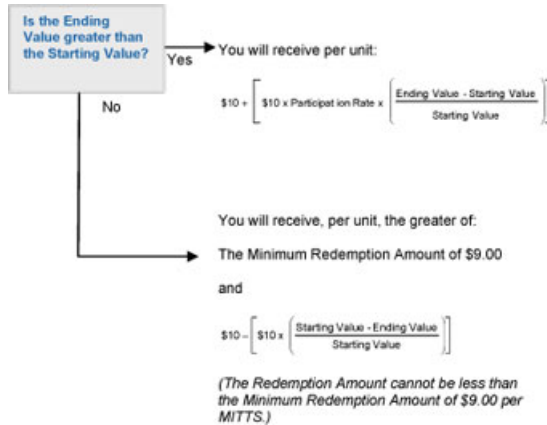 Is the Ending
Value greater than
the Starting Value?
Yes
You will receive per unit:
$10 + [ $10 x Participation Rate x ( Ending Value - Starting Value
Starting Value ) ]
No
You will receive, per unit, the greater of:
The Minimum Redemption Amount of $9.00
and
$10 – [ $10 x ( Starting Value - Ending Value
Starting Value ) ]
(The Redemption Amount cannot be less than
the Minimum Redemption Amount of $9.00 per
MITTS.)